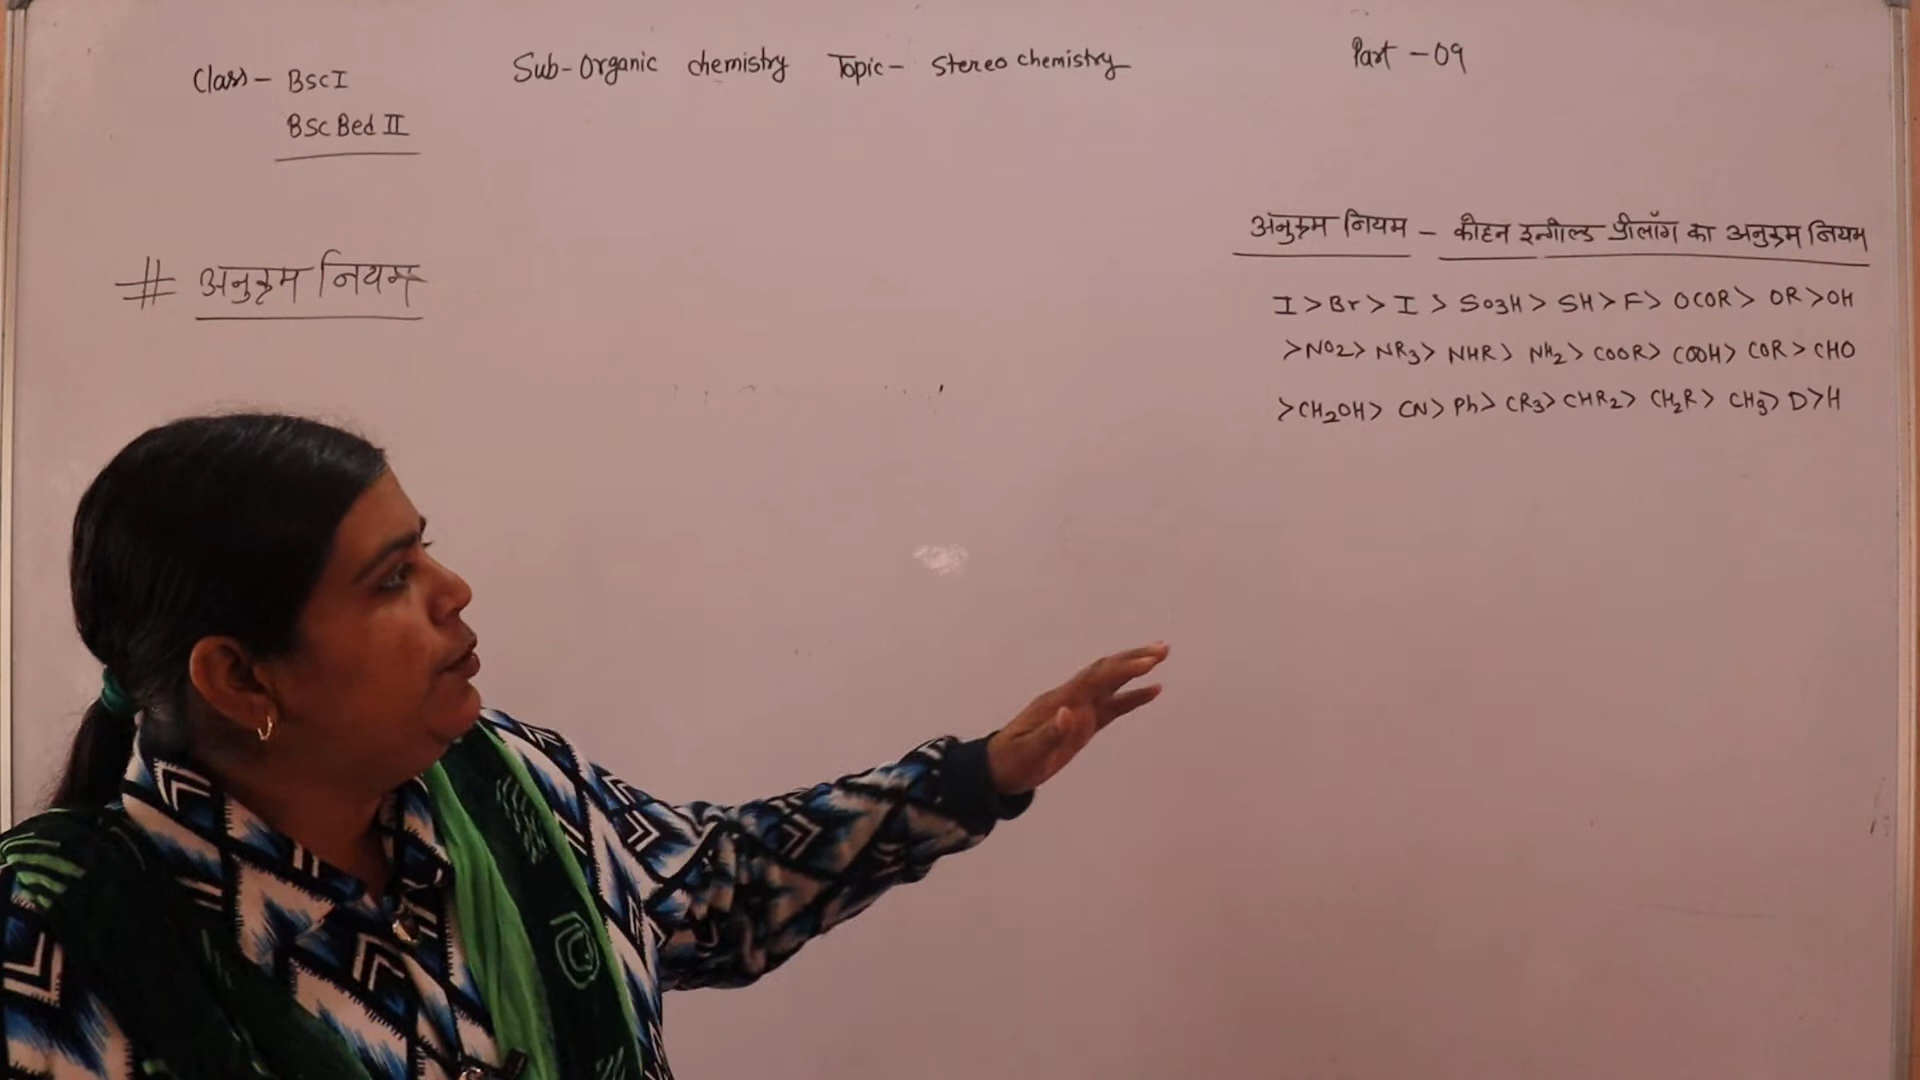 Class - BSc I
BSc Bed II
Sub-Organic chemistry Topic - Stereo chemistry
Part - 09
# अनुक्रम नियम
अनुक्रम नियम - कोहन इन्गोल्ड प्रीलॉग का अनुक्रम नियम
I > Br > I > SO3H > SH > F > OCOR > OR > OH
> NO2 > NR3 > NHR > NH2 > COOR > COOH > COR > CHO
> CH2OH > CN > Ph > CR3 > CHR2 > CH2R > CH3 > D > H